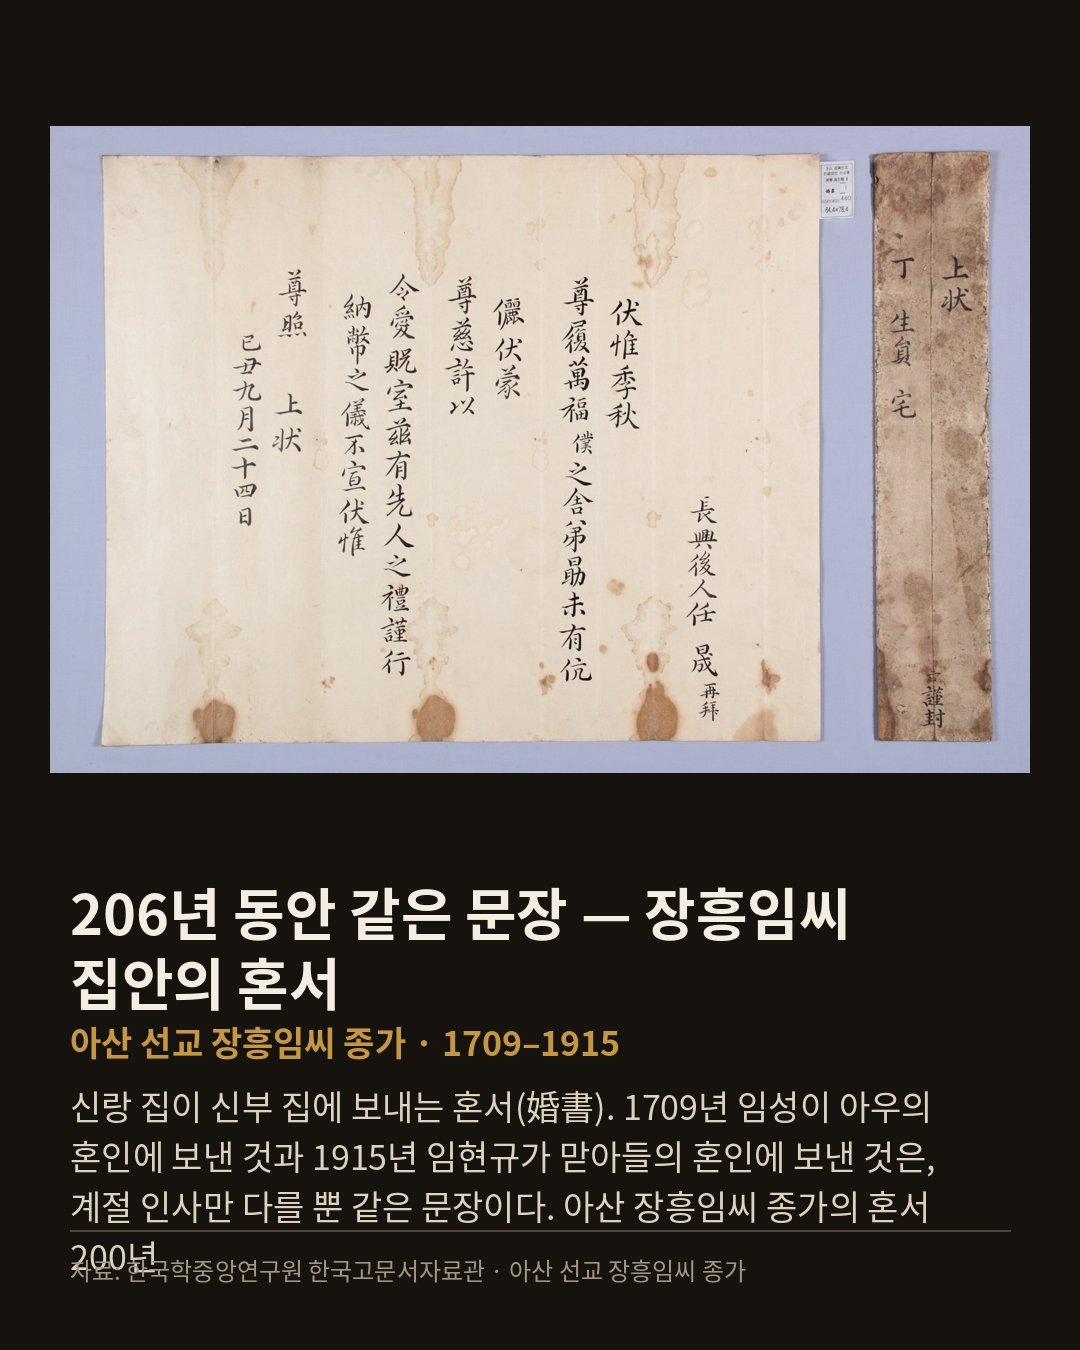 長興後人任 晟 再拜
伏惟季秋
尊履萬福 僕之舍弟勗未有伉
儷伏蒙
尊慈許以
令愛貺室玆有先人之禮謹行
納幣之儀不宣伏惟
尊照 上狀
己丑九月二十四日
上狀
丁 生員 宅
謹封
206년 동안 같은 문장 — 장흥임씨
집안의 혼서
아산 선교 장흥임씨 종가 · 1709–1915
신랑 집이 신부 집에 보내는 혼서(婚書). 1709년 임성이 아우의
혼인에 보낸 것과 1915년 임현규가 맏아들의 혼인에 보낸 것은,
계절 인사만 다를 뿐 같은 문장이다. 아산 장흥임씨 종가의 혼서
200년
자료: 한국학중앙연구원 한국고문서자료관 · 아산 선교 장흥임씨 종가